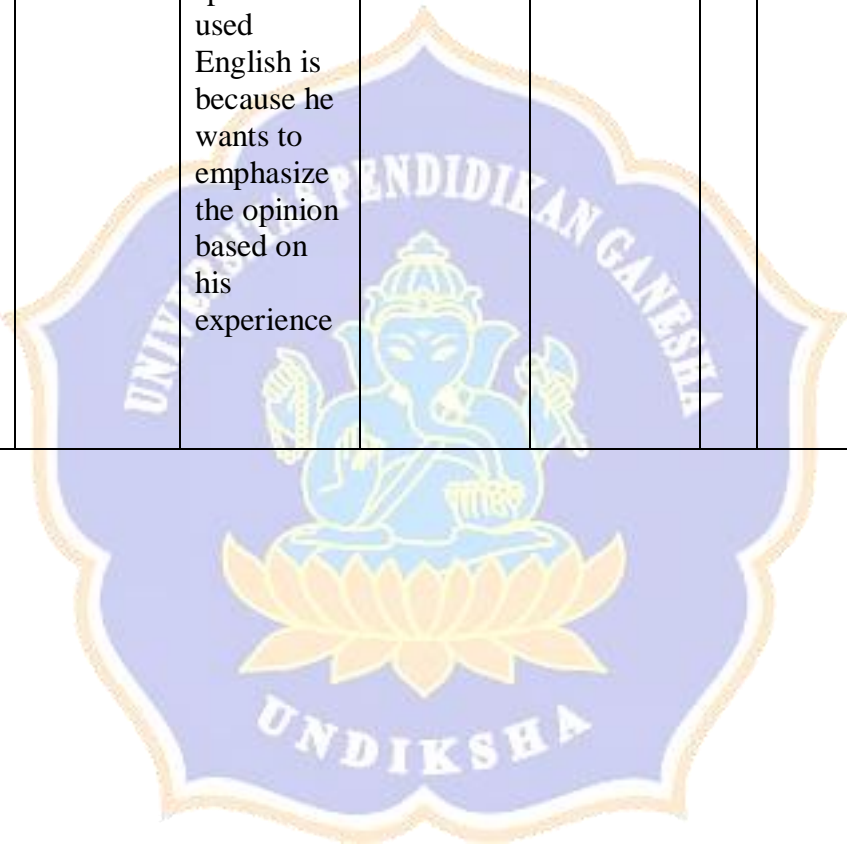 used
English is
because he
wants to
emphasize
the opinion
based on
his
experience
UNIVERSITAS PENDIDIKAN GANESHA
UNDIKSHA